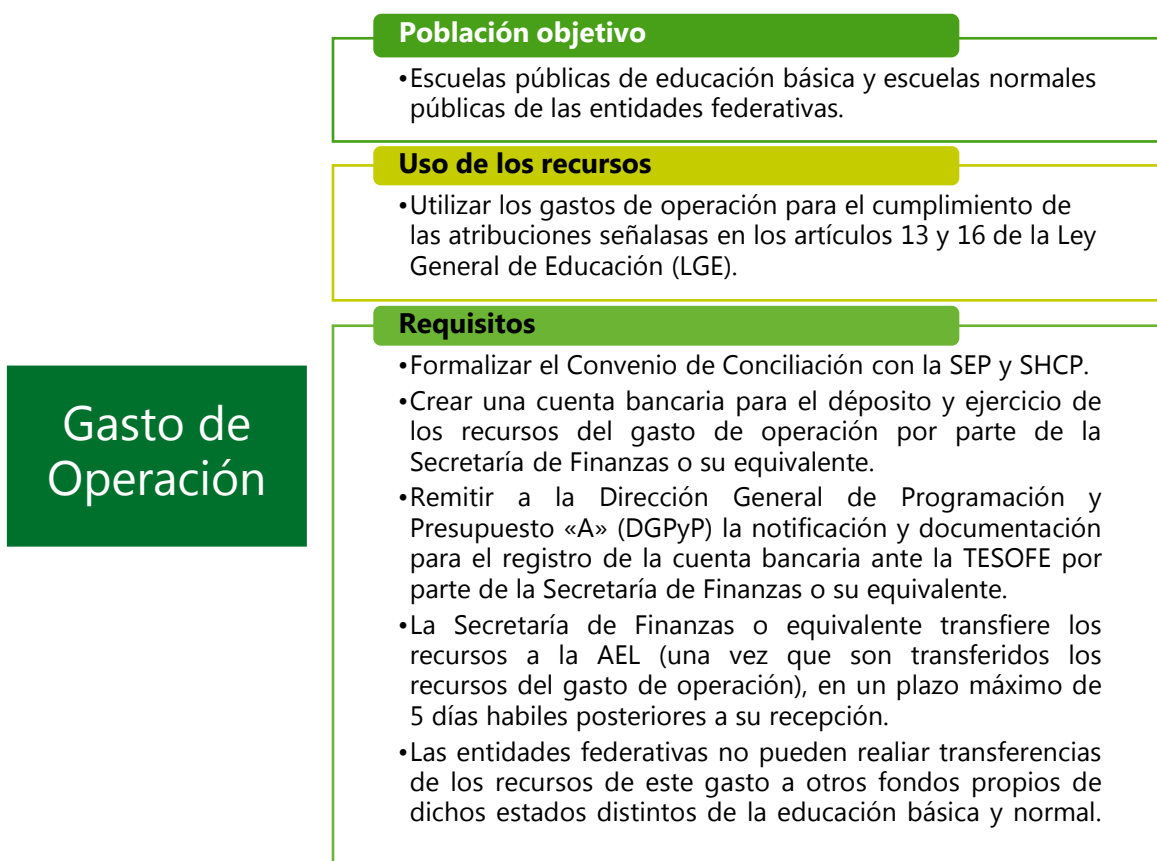 Población objetivo
•Escuelas públicas de educación básica y escuelas normales
públicas de las entidades federativas.
Uso de los recursos
•Utilizar los gastos de operación para el cumplimiento de
las atribuciones señalasas en los artículos 13 y 16 de la Ley
General de Educación (LGE).
Gasto de
Operación
Requisitos
•Formalizar el Convenio de Conciliación con la SEP y SHCP.
•Crear una cuenta bancaria para el déposito y ejercicio de
los recursos del gasto de operación por parte de la
Secretaría de Finanzas o su equivalente.
•Remitir a la Dirección General de Programación y
Presupuesto «A» (DGPyP) la notificación y documentación
para el registro de la cuenta bancaria ante la TESOFE por
parte de la Secretaría de Finanzas o su equivalente.
•La Secretaría de Finanzas o equivalente transfiere los
recursos a la AEL (una vez que son transferidos los
recursos del gasto de operación), en un plazo máximo de
5 días habiles posteriores a su recepción.
•Las entidades federativas no pueden realiar transferencias
de los recursos de este gasto a otros fondos propios de
dichos estados distintos de la educación básica y normal.